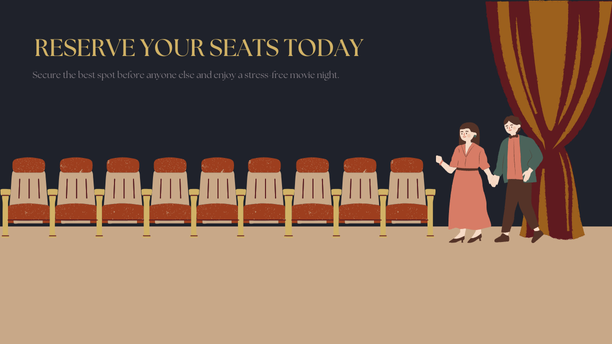 RESERVE YOUR SEATS TODAY
Secure the best spot before anyone else and enjoy a stress-free movie night.